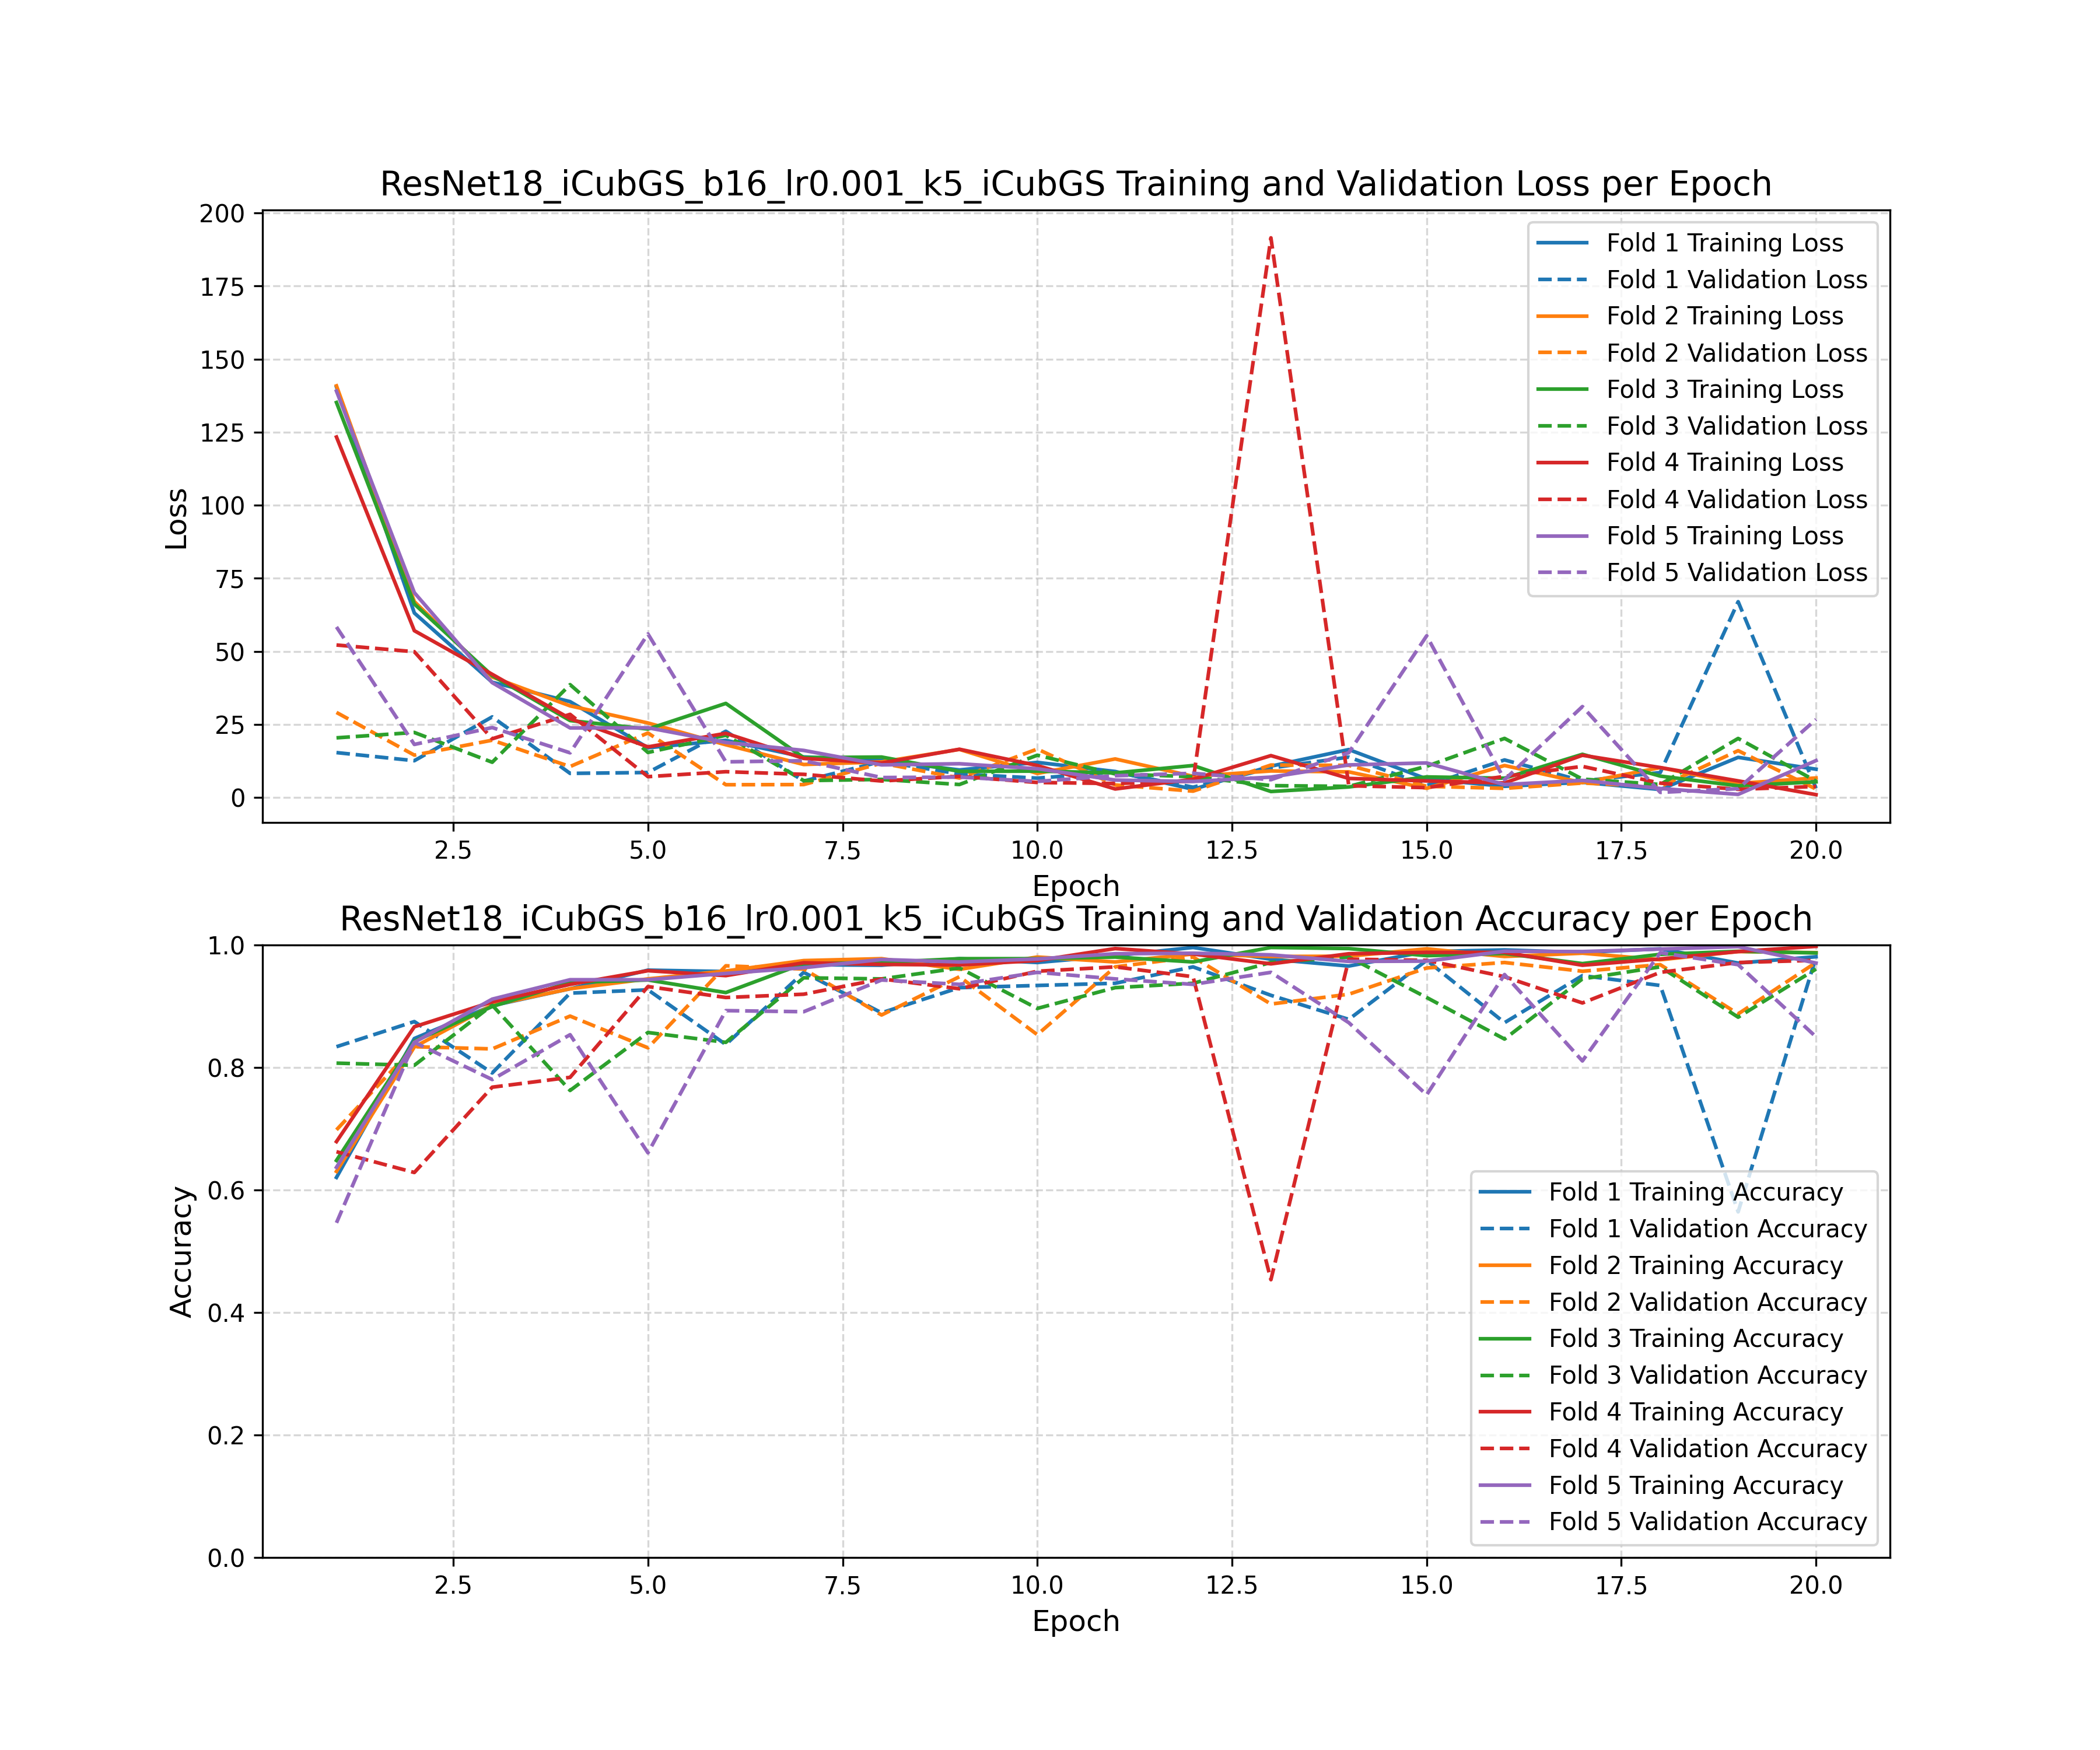 ResNet18_iCubGS_b16_lr0.001_k5_iCubGS Training and Validation Loss per Epoch
200
175
150
125
100
75
50
25
0
Loss
Fold 1 Training Loss
Fold 1 Validation Loss
Fold 2 Training Loss
Fold 2 Validation Loss
Fold 3 Training Loss
Fold 3 Validation Loss
Fold 4 Training Loss
Fold 4 Validation Loss
Fold 5 Training Loss
Fold 5 Validation Loss
2.5 5.0 7.5 10.0 12.5 15.0 17.5 20.0
Epoch
ResNet18_iCubGS_b16_lr0.001_k5_iCubGS Training and Validation Accuracy per Epoch
1.0
0.8
0.6
0.4
0.2
0.0
Accuracy
Fold 1 Training Accuracy
Fold 1 Validation Accuracy
Fold 2 Training Accuracy
Fold 2 Validation Accuracy
Fold 3 Training Accuracy
Fold 3 Validation Accuracy
Fold 4 Training Accuracy
Fold 4 Validation Accuracy
Fold 5 Training Accuracy
Fold 5 Validation Accuracy
2.5 5.0 7.5 10.0 12.5 15.0 17.5 20.0
Epoch